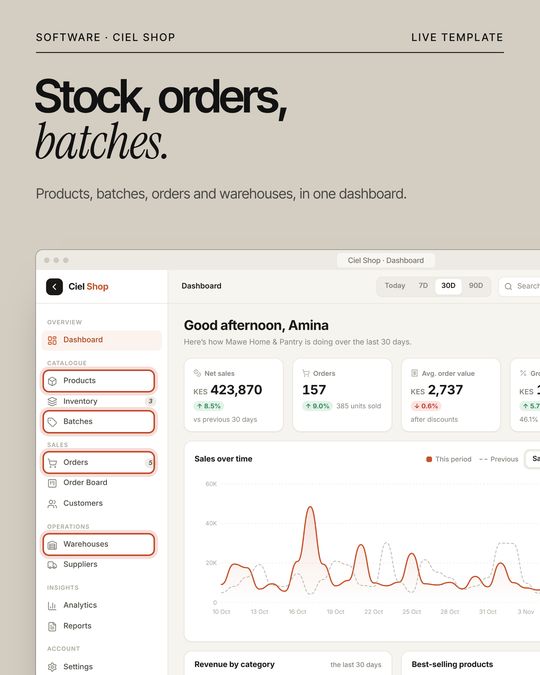 SOFTWARE · CIEL SHOP
LIVE TEMPLATE
Stock, orders,
batches.
Products, batches, orders and warehouses, in one dashboard.
Ciel Shop · Dashboard
Ciel Shop
Dashboard
Today 7D 30D 90D
Search
OVERVIEW
Dashboard
CATALOGUE
Products
Inventory 3
Batches
SALES
Orders 5
Order Board
Customers
OPERATIONS
Warehouses
Suppliers
INSIGHTS
Analytics
Reports
ACCOUNT
Settings
Good afternoon, Amina
Here's how Mawe Home & Pantry is doing over the last 30 days.
Net sales
KES 423,870
↑ 8.5%
vs previous 30 days
Orders
157
↑ 9.0% 385 units sold
Avg. order value
KES 2,737
↓ 0.6%
after discounts
KES
↑ 5.7
46.1%
Sales over time
This period
Previous
60K
40K
20K
0
10 Oct 13 Oct 16 Oct 19 Oct 22 Oct 25 Oct 28 Oct 31 Oct 3 Nov
Revenue by category
the last 30 days
Best-selling products